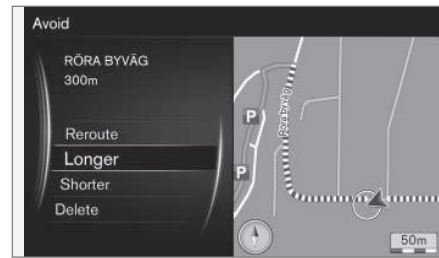 Avoid
RÖRA BYVÄG
300m
Reroute
Longer
Shorter
Delete
P
Röra byväg
P
50m